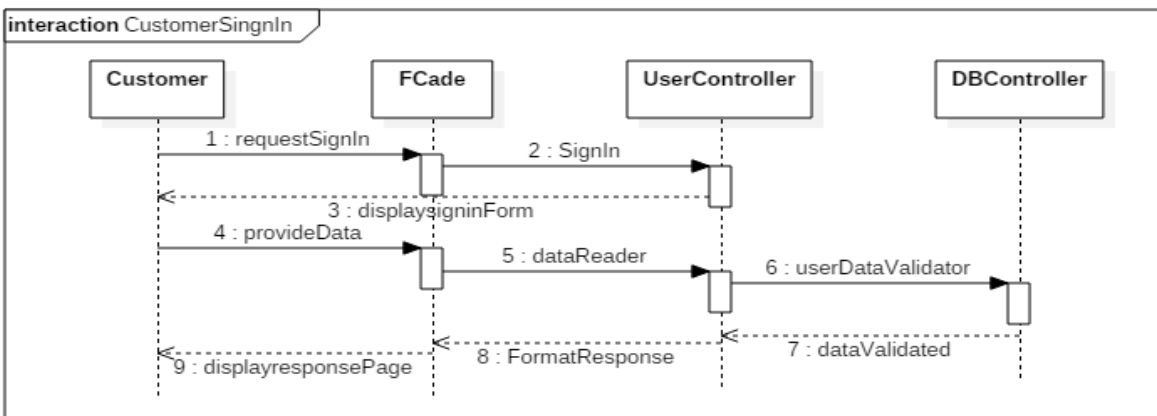 interaction CustomerSingnIn
Customer
FCade
UserController
DBController
1 : requestSignIn
2 : SignIn
3 : displaysigninForm
4 : provideData
5 : dataReader
6 : userDataValidator
7 : dataValidated
8 : FormatResponse
9 : displayresponsePage